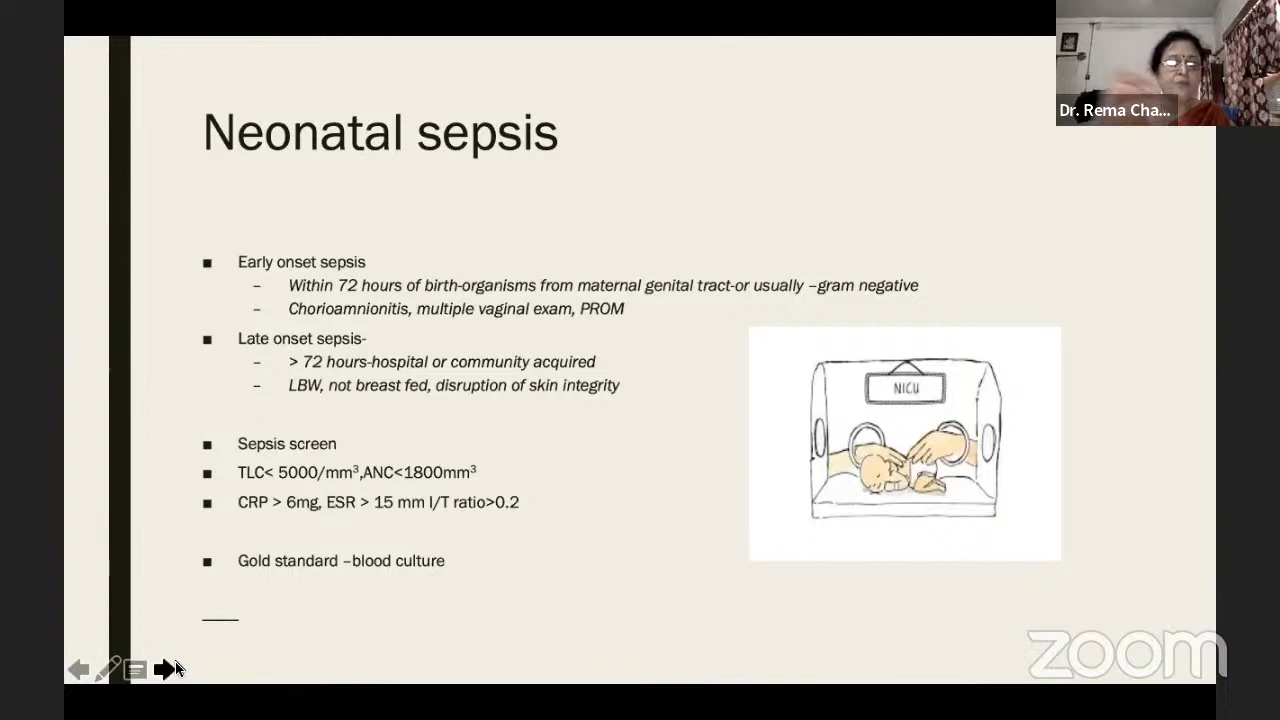 Dr. Rema Cha...
Neonatal sepsis
■ Early onset sepsis
– Within 72 hours of birth-organisms from maternal genital tract-or usually –gram negative
– Chorioamnionitis, multiple vaginal exam, PROM
■ Late onset sepsis-
– > 72 hours-hospital or community acquired
– LBW, not breast fed, disruption of skin integrity
NICU
■ Sepsis screen
■ TLC< 5000/mm³,ANC<1800mm³
■ CRP > 6mg, ESR > 15 mm I/T ratio>0.2
■ Gold standard –blood culture
zoom